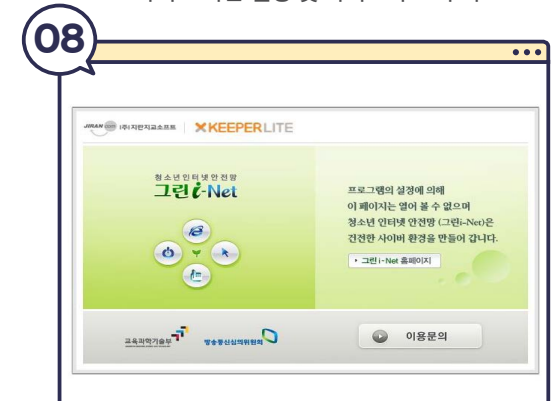 08
JIRAN com (주)지란지교소프트 XKEEPER LITE
청소년 인터넷 안전망
그린 i-Net
프로그램의 설정에 의해
이 페이지는 열어 볼 수 없으며
청소년 인터넷 안전망 (그린i-Net)은
건전한 사이버 환경을 만들어 갑니다.
• 그린 i-Net 홈페이지
교육과학기술부 방송통신심의위원회
이용문의